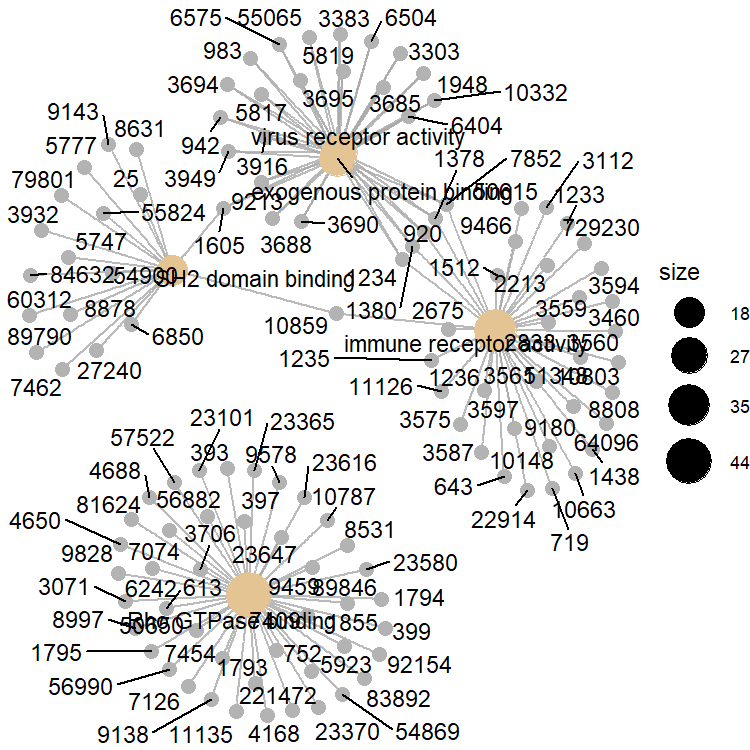 6575 55065 3383 6504
983 5819 3303
3694 3695 3685 1948 10332
9143 5817 6404
5777 8631 942 virus receptor activity
3916 1378 7852 3112
79801 25 3949 exogenous protein binding 50615 1233
3932 55824 9213 3690 920 9466 729230
5747 1605 3688
84632 54900 SH2 domain binding 1234 1512 2213 3594
60312 8878 1380 2675 3559 3460
89790 6850 10859 immune receptor activity 3560
7462 27240 1235 1236 3561 51348 10803
11126 3575 3597 9180 8808
23101 23365 3587 10148 64096
57522 393 9578 643 1438
4688 56882 397 23616 22914 10663
81624 10787 719
4650 3706 8531
9828 7074 23647 23580
3071 6242 613 9459 89846 1794
8997 50650 Rho GTPase binding 7409 1855 399
1795 7454 1793 752 5923 92154
56990 7126 221472 83892
9138 11135 4168 23370 54869
size
18
27
35
44